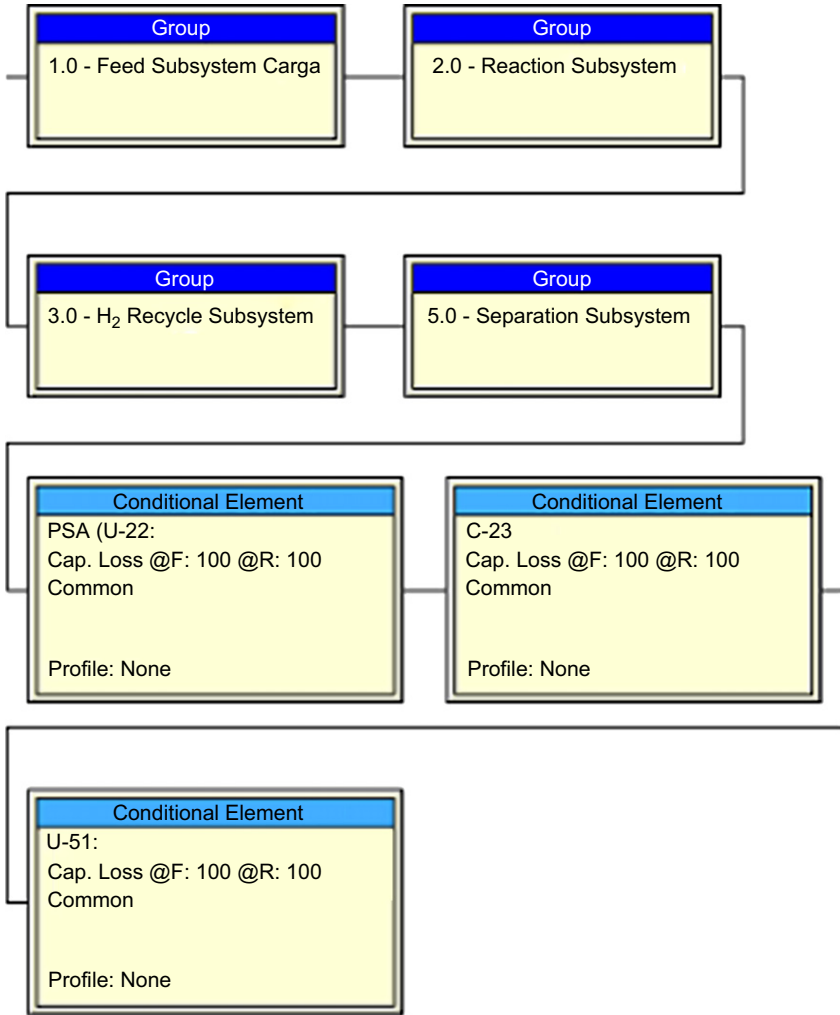 Group
1.0 - Feed Subsystem Carga
Group
2.0 - Reaction Subsystem
Group
3.0 - H₂ Recycle Subsystem
Group
5.0 - Separation Subsystem
Conditional Element
PSA (U-22:
Cap. Loss @F: 100 @R: 100
Common
Profile: None
Conditional Element
C-23
Cap. Loss @F: 100 @R: 100
Common
Profile: None
Conditional Element
U-51:
Cap. Loss @F: 100 @R: 100
Common
Profile: None